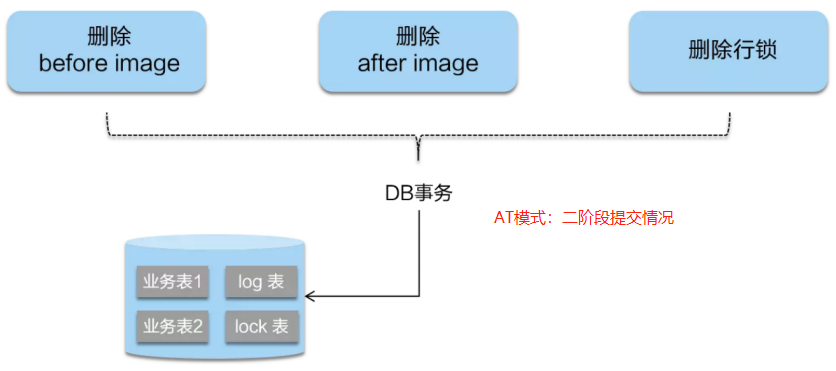 删除
before image
删除
after image
删除行锁
DB事务
AT模式：二阶段提交情况
业务表1
log 表
业务表2
lock 表